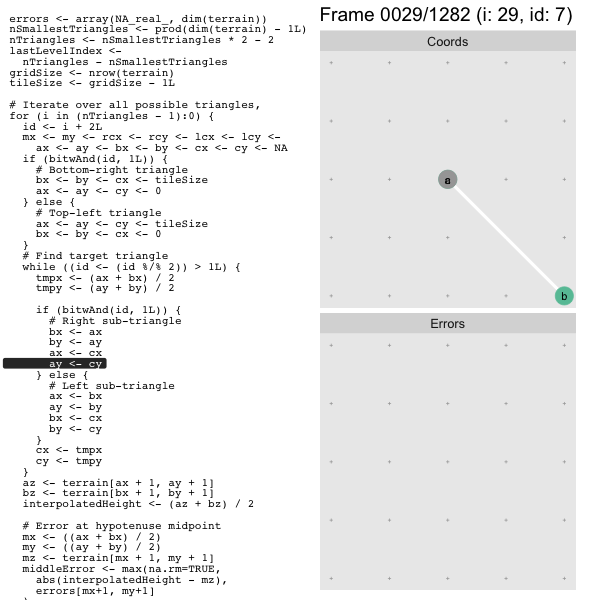 errors <- array(NA_real_, dim(terrain))
nSmallestTriangles <- prod(dim(terrain) - 1L)
nTriangles <- nSmallestTriangles * 2 - 2
lastLevelIndex <-
  nTriangles - nSmallestTriangles
gridSize <- nrow(terrain)
tileSize <- gridSize - 1L

# Iterate over all possible triangles,
for (i in (nTriangles - 1):0) {
  id <- i + 2L
  mx <- my <- rcx <- rcy <- lcx <- lcy <-
    ax <- ay <- bx <- by <- cx <- cy <- NA
  if (bitwAnd(id, 1L)) {
    # Bottom-right triangle
    bx <- by <- cx <- tileSize
    ax <- ay <- cy <- 0
  } else {
    # Top-left triangle
    ax <- ay <- cy <- tileSize
    bx <- by <- cx <- 0
  }
  # Find target triangle
  while ((id <- (id %/% 2)) > 1L) {
    tmpx <- (ax + bx) / 2
    tmpy <- (ay + by) / 2

    if (bitwAnd(id, 1L)) {
      # Right sub-triangle
      bx <- ax
      by <- ay
      ax <- cx
      ay <- cy
    } else {
      # Left sub-triangle
      ax <- bx
      ay <- by
      bx <- cx
      by <- cy
    }
    cx <- tmpx
    cy <- tmpy
  }
  az <- terrain[ax + 1, ay + 1]
  bz <- terrain[bx + 1, by + 1]
  interpolatedHeight <- (az + bz) / 2

  # Error at hypotenuse midpoint
  mx <- ((ax + bx) / 2)
  my <- ((ay + by) / 2)
  mz <- terrain[mx + 1, my + 1]
  middleError <- max(na.rm=TRUE,
    abs(interpolatedHeight - mz),
    errors[mx+1, my+1]
Frame 0029/1282 (i: 29, id: 7)
Coords
a
b
Errors